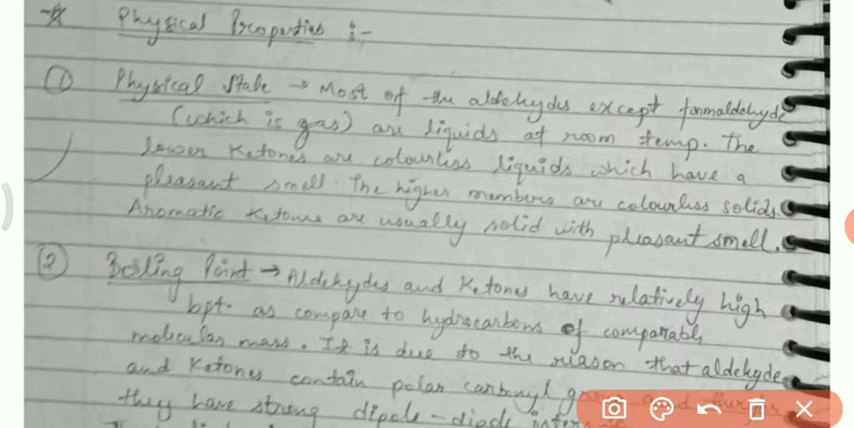 Physical Properties :-
① Physical State → Most of the aldehydes except formaldehyde
(which is gas) are liquids at room temp. The
lower Ketones are colourless liquids which have a
pleasant smell. The higher members are colourless solids.
Aromatic Ketones are usually solid with pleasant smell.
② Boiling Point → Aldehydes and Ketones have relatively high
bpt. as compare to hydrocarbons of comparable
molecular mass. It is due to the reason that aldehydes
and Ketones contain polar carbonyl
they have strong dipole-dipole